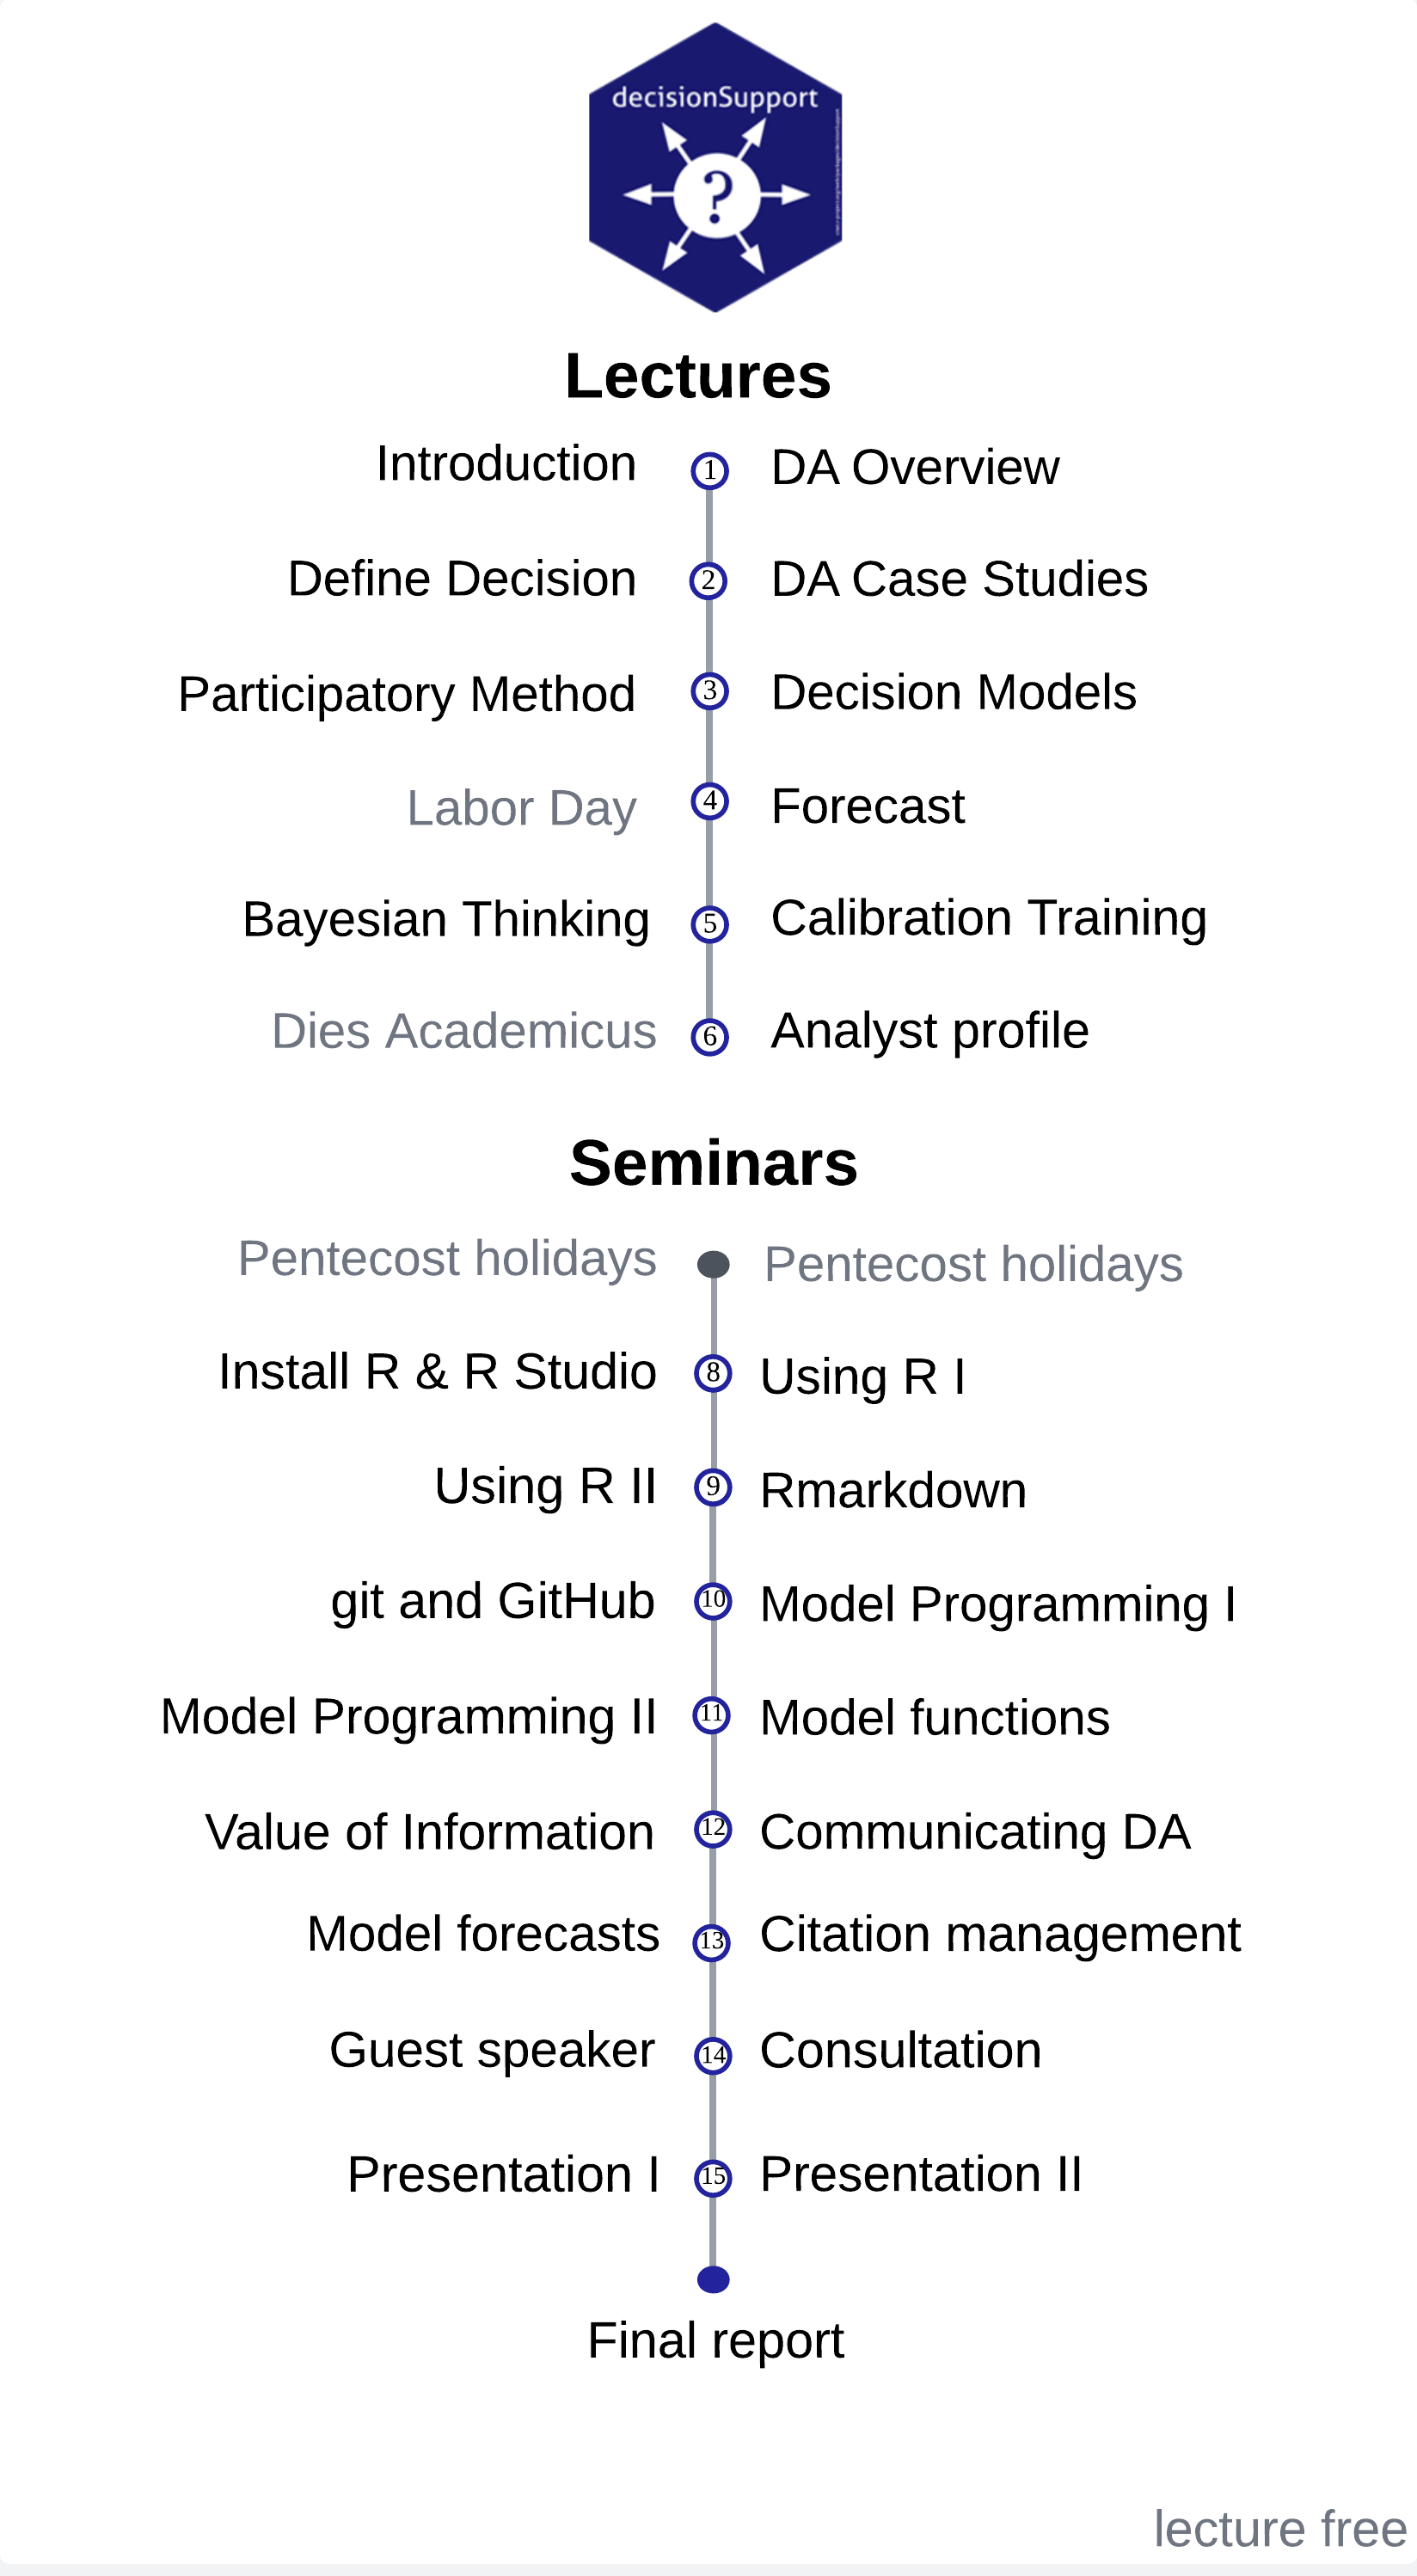 decisionSupport
?
Lectures
Introduction 1 DA Overview
Define Decision 2 DA Case Studies
Participatory Method 3 Decision Models
Labor Day 4 Forecast
Bayesian Thinking 5 Calibration Training
Dies Academicus 6 Analyst profile
Seminars
Pentecost holidays Pentecost holidays
Install R & R Studio 8 Using R I
Using R II 9 Rmarkdown
git and GitHub 10 Model Programming I
Model Programming II 11 Model functions
Value of Information 12 Communicating DA
Model forecasts 13 Citation management
Guest speaker 14 Consultation
Presentation I 15 Presentation II
Final report
lecture free